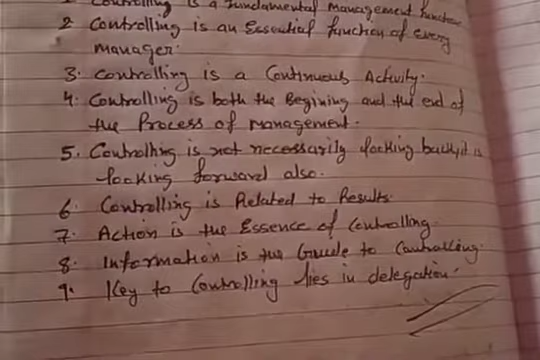 1 Controlling is a fundamental management function
2 Controlling is an Essential function of every
manager.
3. Controlling is a Continuous Activity.
4. Controlling is both the Begining and the end of
the Process of management.
5. Controlling is not necessarily looking back, it is
looking forward also.
6. Controlling is Related to Results
7. Action is the Essence of Controlling.
8. Information is the Guide to Controlling.
9. Key to Controlling lies in delegation.